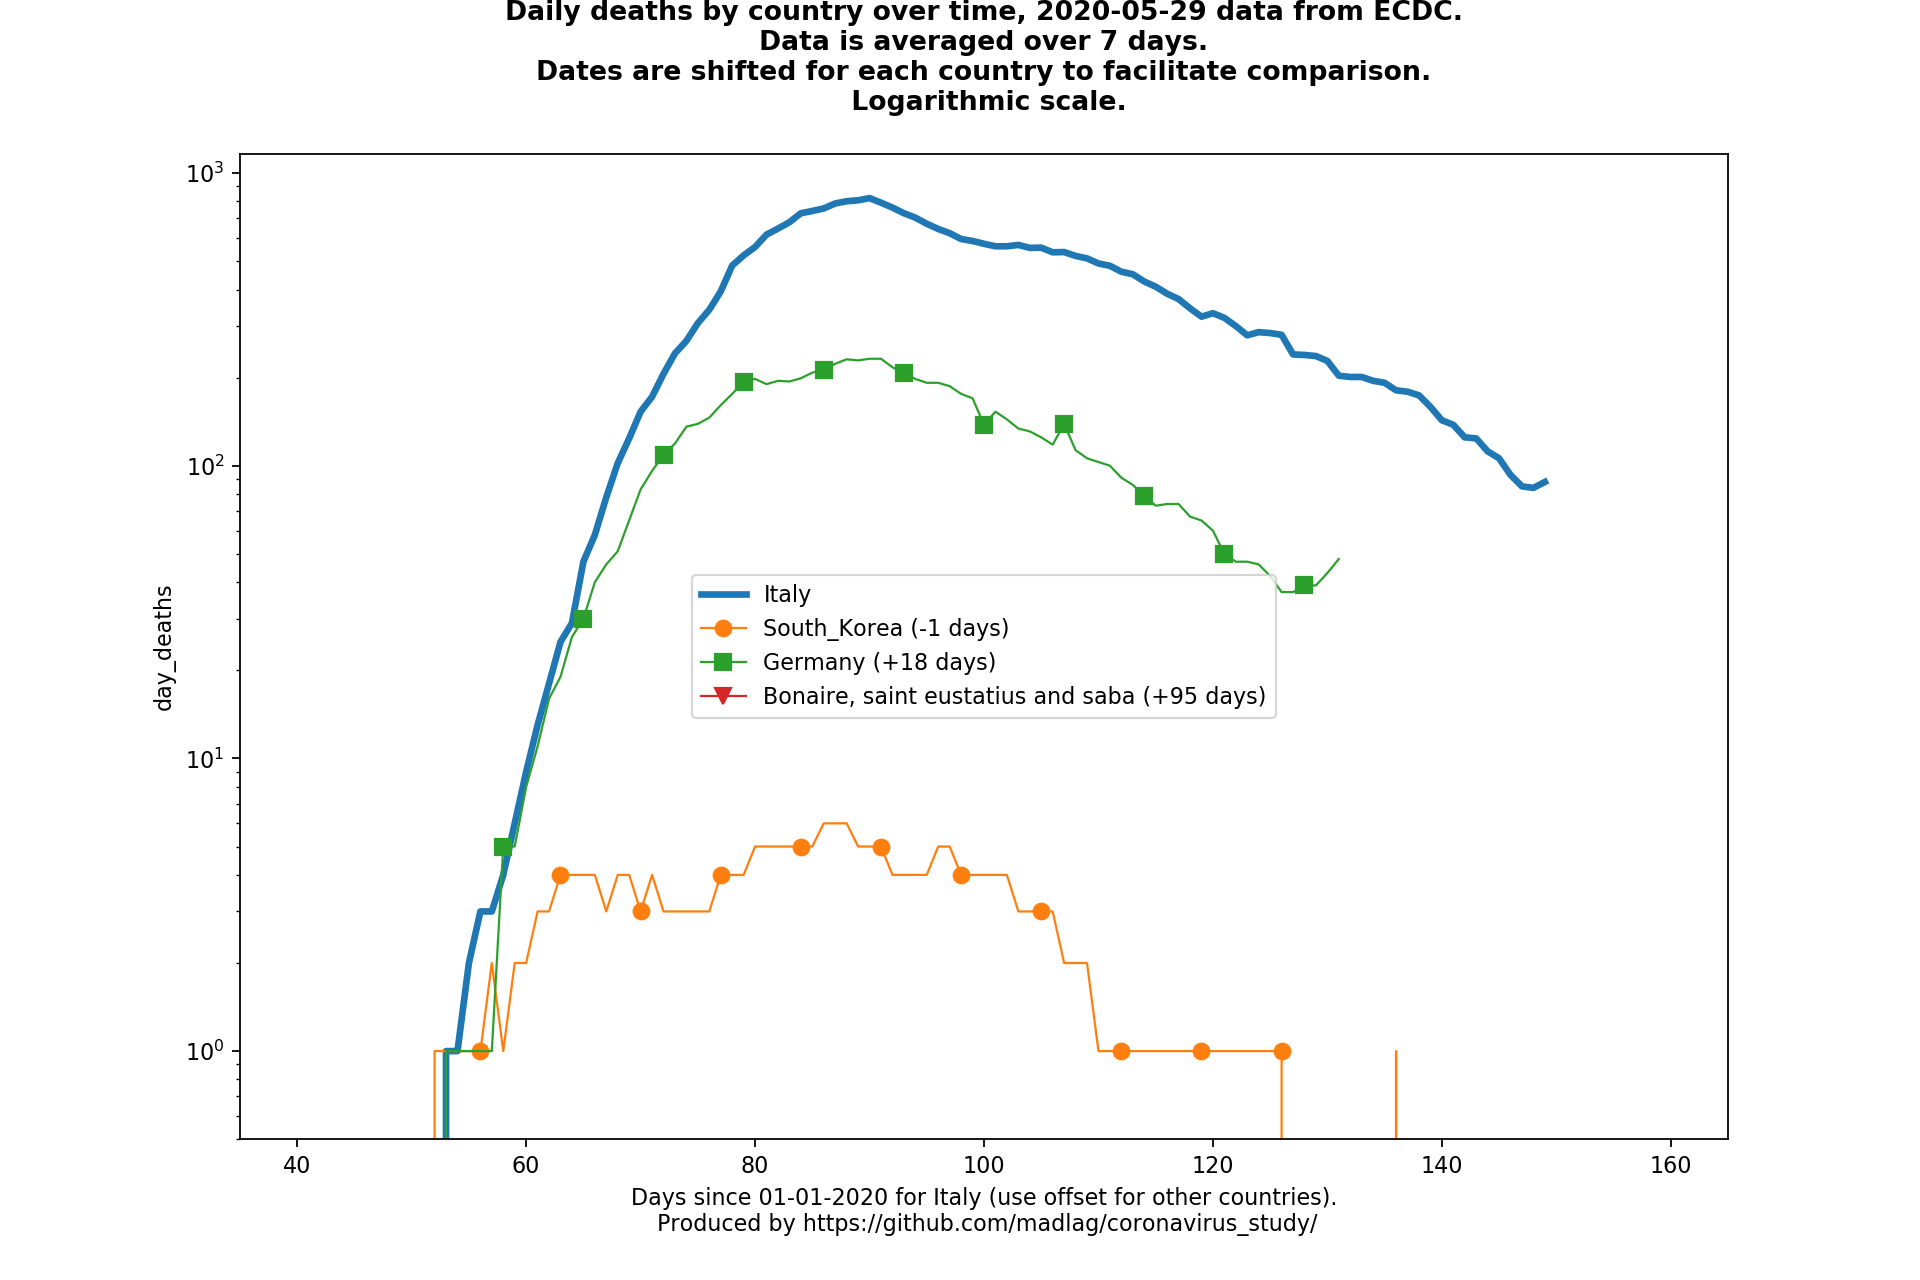 Daily deaths by country over time, 2020-05-29 data from ECDC.
Data is averaged over 7 days.
Dates are shifted for each country to facilitate comparison.
Logarithmic scale.
10³
10²
10¹
10⁰
day_deaths
Italy
South_Korea (-1 days)
Germany (+18 days)
Bonaire, saint eustatius and saba (+95 days)
40 60 80 100 120 140 160
Days since 01-01-2020 for Italy (use offset for other countries).
Produced by https://github.com/madlag/coronavirus_study/